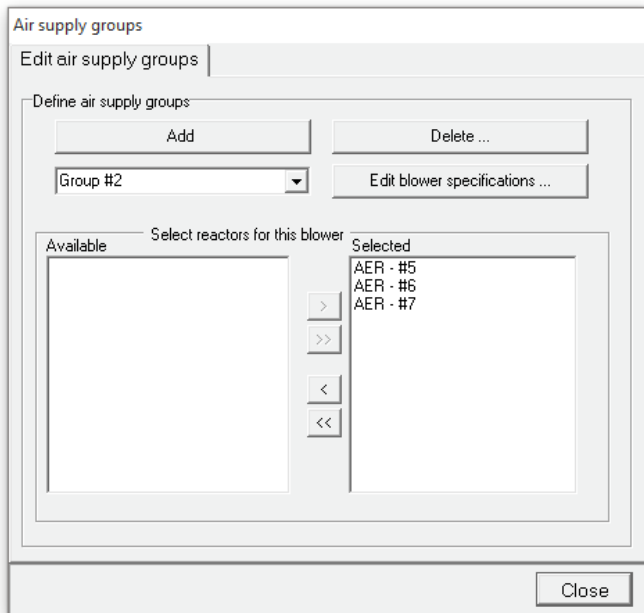 Air supply groups
Edit air supply groups
Define air supply groups
Add
Delete ...
Group #2
Edit blower specifications ...
Select reactors for this blower
Available
Selected
AER - #5
AER - #6
AER - #7
>
>>
<
<<
Close